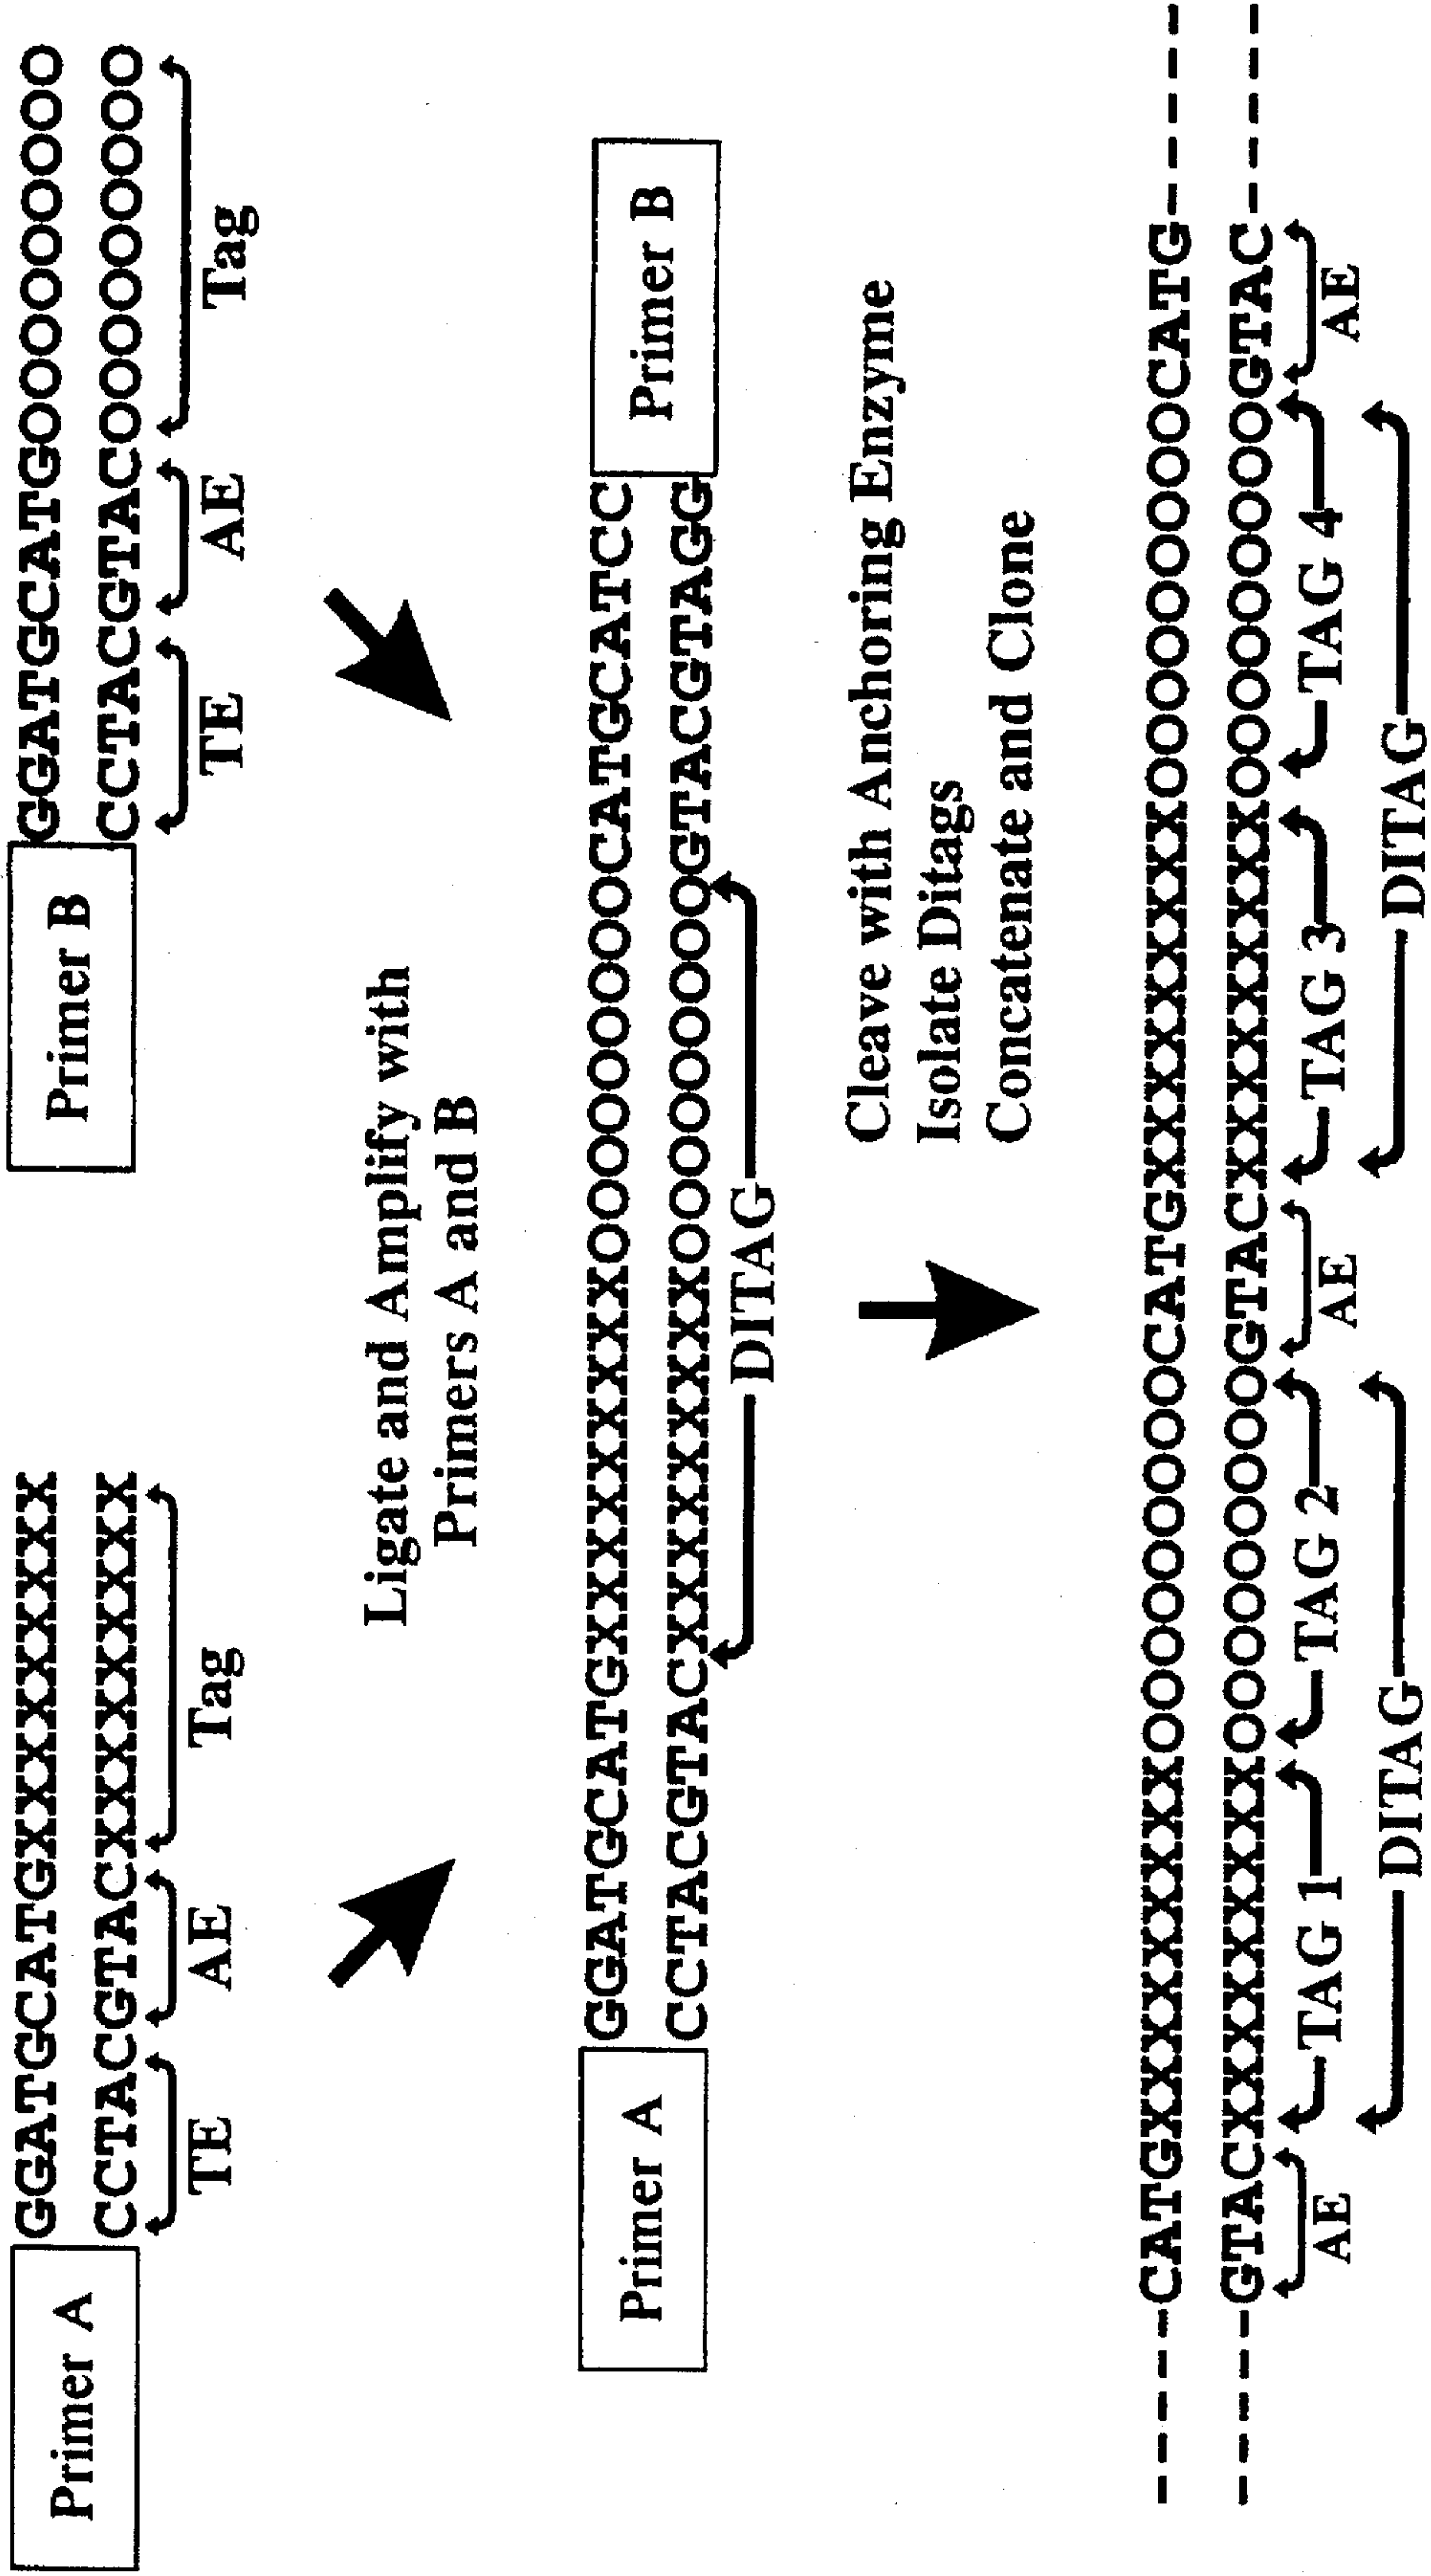 Primer A GGATGCATGXXXXXXXXX
CCTACGTACXXXXXXXXX
TE AE Tag
Primer B GGATGCATGOOOOOOOOO
CCTACGTACOOOOOOOOO
TE AE Tag
Ligate and Amplify with
Primers A and B
Primer A GGATGCATGXXXXXXXXXOOOOOOOOOCATGCATCC Primer B
CCTACGTACXXXXXXXXXOOOOOOOOOGTACGTAGG
DITAG
Cleave with Anchoring Enzyme
Isolate Ditags
Concatenate and Clone
-----CATGXXXXXXXXXOOOOOOOOOCATGXXXXXXXXXOOOOOOOOOCATG-----
-----GTACXXXXXXXXXOOOOOOOOOGTACXXXXXXXXXOOOOOOOOOGTAC-----
AE TAG 1 TAG 2 AE TAG 3 TAG 4 AE
DITAG DITAG